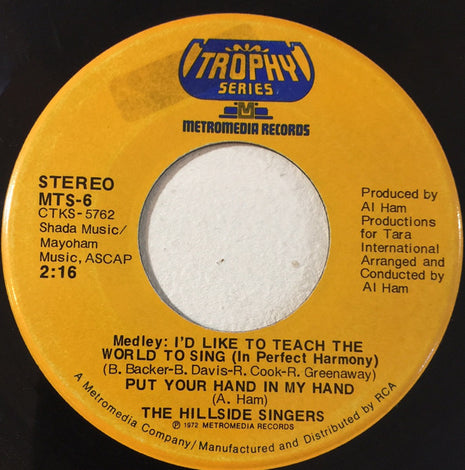 TROPHY
SERIES
METROMEDIA RECORDS
STEREO
MTS-6
CTKS-5762
Shada Music/
Mayoham
Music, ASCAP
2:16
Produced by
Al Ham
Productions
for Tara
International
Arranged and
Conducted by
Al Ham
Medley: I'D LIKE TO TEACH THE
WORLD TO SING (In Perfect Harmony)
(B. Backer-B. Davis-R. Cook-R. Greenaway)
PUT YOUR HAND IN MY HAND
(A. Ham)
THE HILLSIDE SINGERS
℗ 1972 METROMEDIA RECORDS
A Metromedia Company/Manufactured and Distributed by RCA